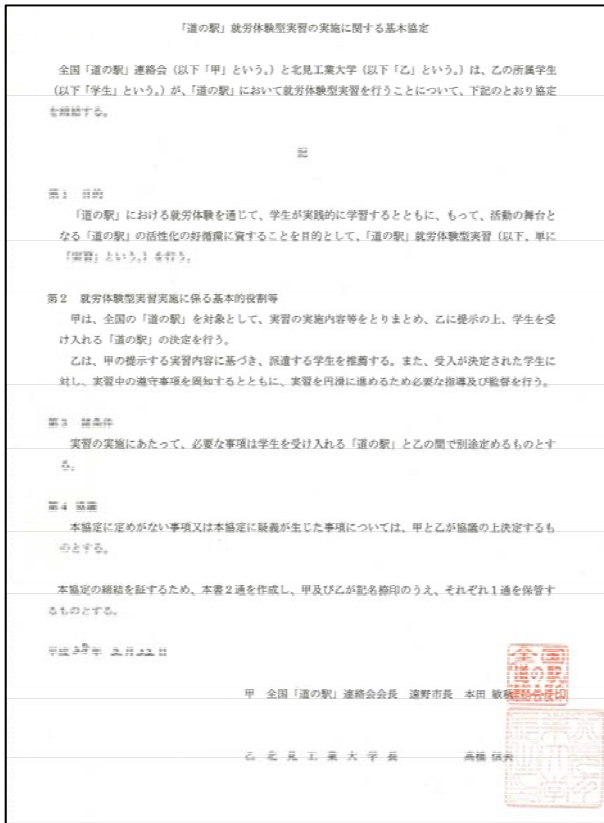 「道の駅」就労体験型実習の実施に関する基本協定
全国「道の駅」連絡会（以下「甲」という。）と北見工業大学（以下「乙」という。）は、乙の所属学生
（以下「学生」という。）が、「道の駅」において就労体験型実習を行うことについて、下記のとおり協定
を締結する。
記
第1　目的
「道の駅」における就労体験を通じて、学生が実践的に学習するとともに、もって、活動の舞台と
なる「道の駅」の活性化の好循環に資することを目的として、「道の駅」就労体験型実習（以下、単に
「実習」という。）を行う。
第2　就労体験型実習実施に係る基本的役割等
甲は、全国の「道の駅」を対象として、実習の実施内容等をとりまとめ、乙に提示の上、学生を受
け入れる「道の駅」の決定を行う。
乙は、甲の提示する実習内容に基づき、派遣する学生を推薦する。また、受入が決定された学生に
対し、実習中の遵守事項を周知するとともに、実習を円滑に進めるため必要な指導及び監督を行う。
第3　諸条件
実習の実施にあたって、必要な事項は学生を受け入れる「道の駅」と乙の間で別途定めるものとす
る。
第4　協議
本協定に定めがない事項又は本協定に疑義が生じた事項については、甲と乙が協議の上決定するも
のとする。
本協定の締結を証するため、本書2通を作成し、甲及び乙が記名捺印のうえ、それぞれ1通を保管す
るものとする。
平成 年 月 日
甲　全国「道の駅」連絡会会長　遠野市長　本田 敏秋
乙　北見工業大学長　高橋 信夫